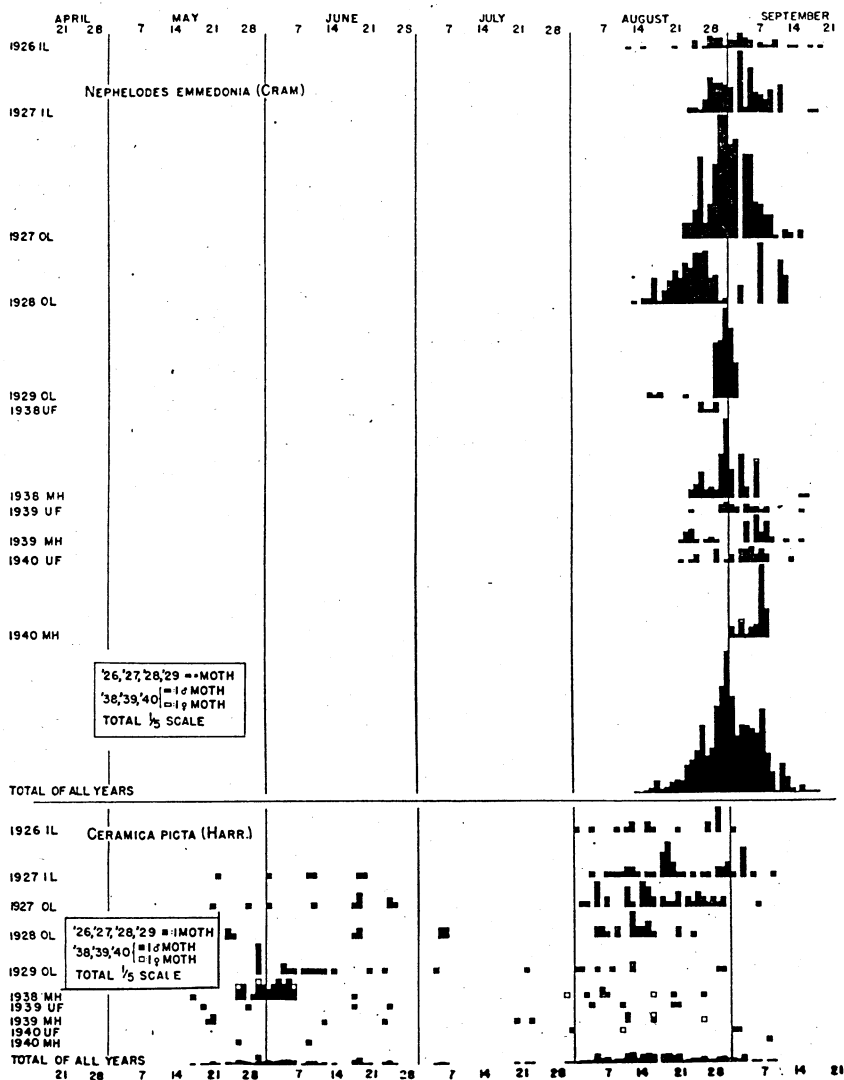 APRIL MAY JUNE JULY AUGUST SEPTEMBER
21 28 7 14 21 28 7 14 21 2S 7 14 21 28 7 14 21 28 7 14 21
1926 IL
NEPHELODES EMMEDONIA (CRAM)
1927 IL
1927 OL
1928 OL
1929 OL
1938 UF
1938 MH
1939 UF
1939 MH
1940 UF
1940 MH
'26,'27,'28,'29 =•MOTH
'38,'39,'40 { =1♂ MOTH
=1♀ MOTH
TOTAL 1/5 SCALE
TOTAL OF ALL YEARS
1926 IL
CERAMICA PICTA (HARR.)
1927 IL
1927 OL
1928 OL
'26,'27,'28,'29 =:1MOTH
'38,'39,'40 { =1♂ MOTH
:1♀ MOTH
TOTAL 1/5 SCALE
1929 OL
1938 MH
1939 UF
1939 MH
1940 UF
1940 MH
TOTAL OF ALL YEARS
21 28 7 14 21 28 7 14 21 28 7 14 21 28 7 14 21 28 7 14 21